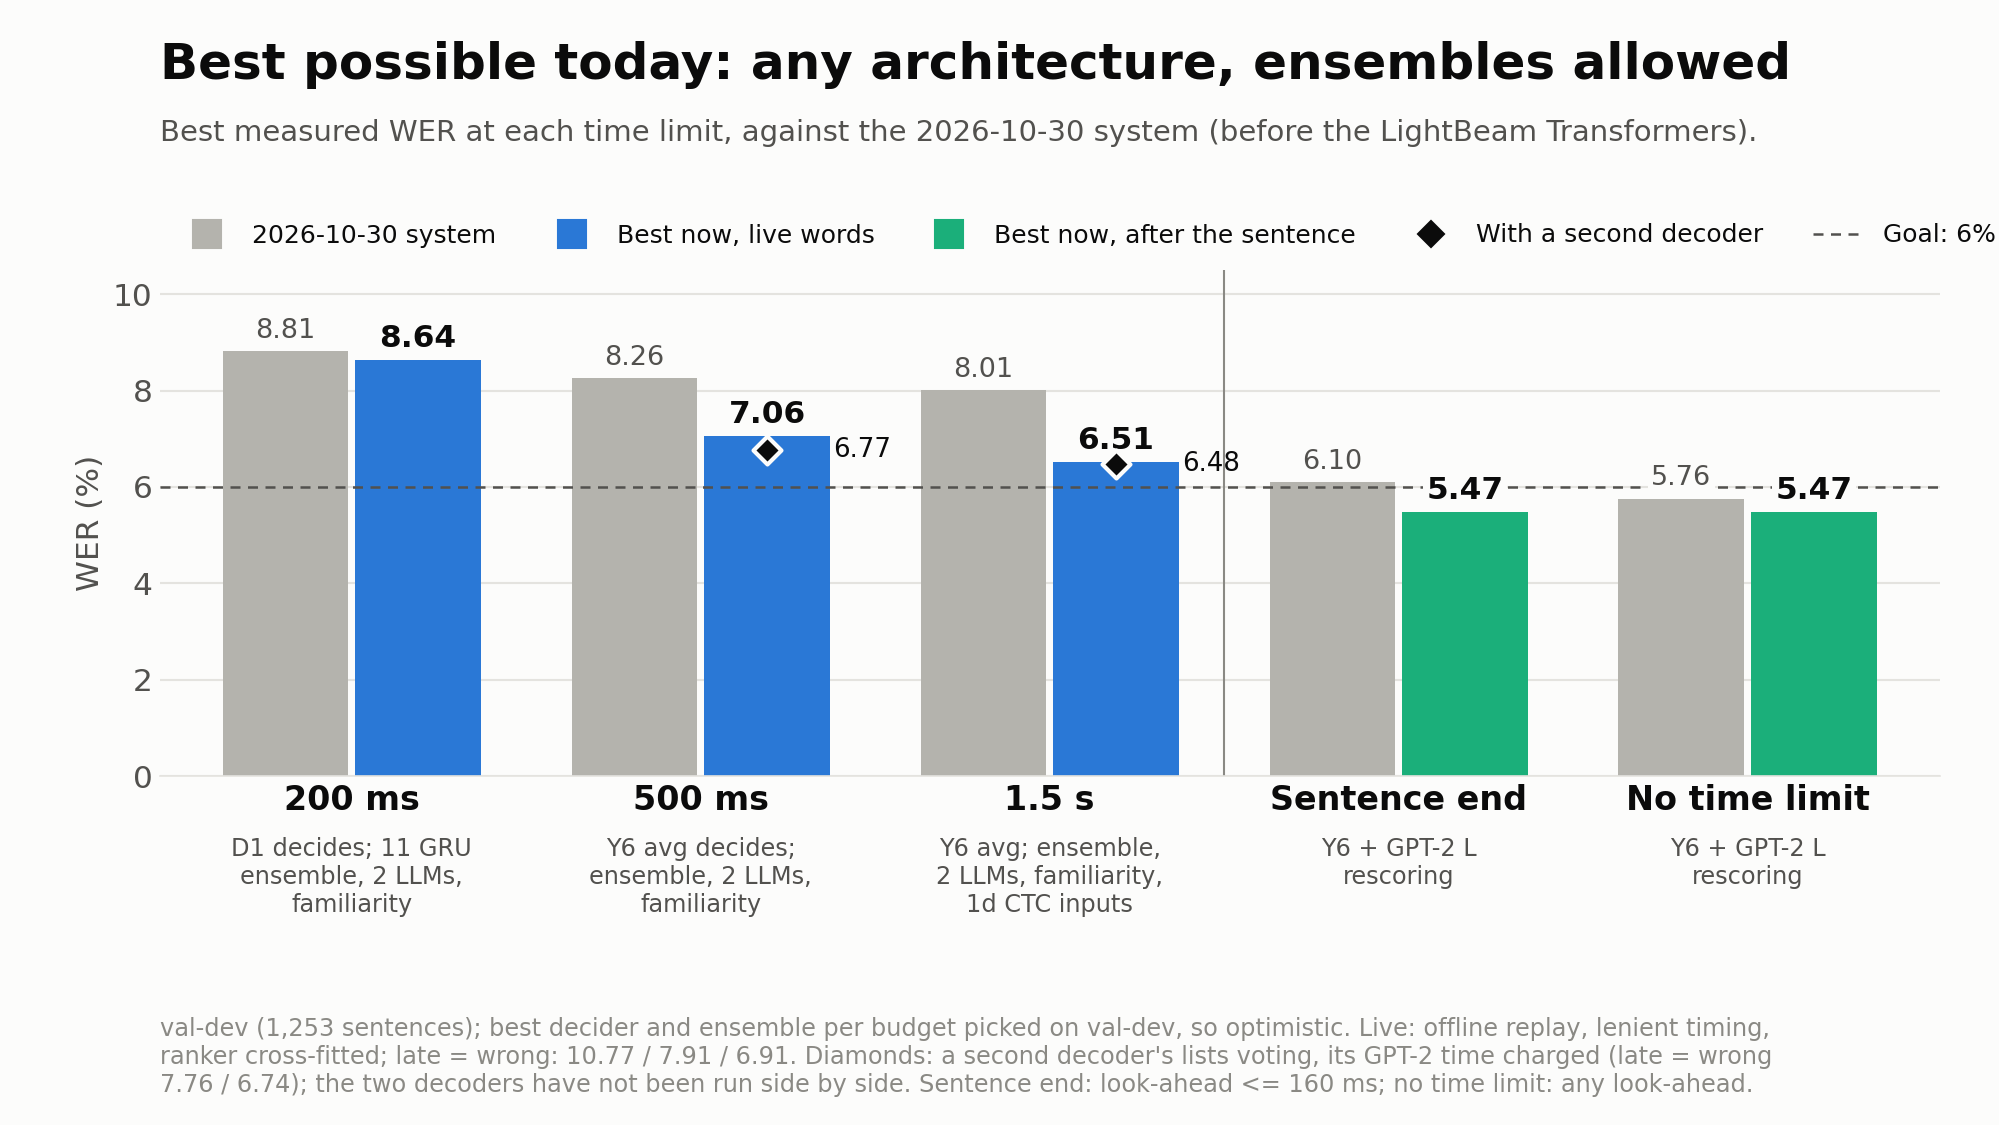 Best possible today: any architecture, ensembles allowed
Best measured WER at each time limit, against the 2026-10-30 system (before the LightBeam Transformers).
2026-10-30 system
Best now, live words
Best now, after the sentence
With a second decoder
Goal: 6%
WER (%)
10
8
6
4
2
0
8.81
8.64
8.26
7.06
6.77
8.01
6.51
6.48
6.10
5.47
5.76
5.47
200 ms
D1 decides; 11 GRU
ensemble, 2 LLMs,
familiarity
500 ms
Y6 avg decides;
ensemble, 2 LLMs,
familiarity
1.5 s
Y6 avg; ensemble,
2 LLMs, familiarity,
1d CTC inputs
Sentence end
Y6 + GPT-2 L
rescoring
No time limit
Y6 + GPT-2 L
rescoring
val-dev (1,253 sentences); best decider and ensemble per budget picked on val-dev, so optimistic. Live: offline replay, lenient timing,
ranker cross-fitted; late = wrong: 10.77 / 7.91 / 6.91. Diamonds: a second decoder's lists voting, its GPT-2 time charged (late = wrong
7.76 / 6.74); the two decoders have not been run side by side. Sentence end: look-ahead <= 160 ms; no time limit: any look-ahead.